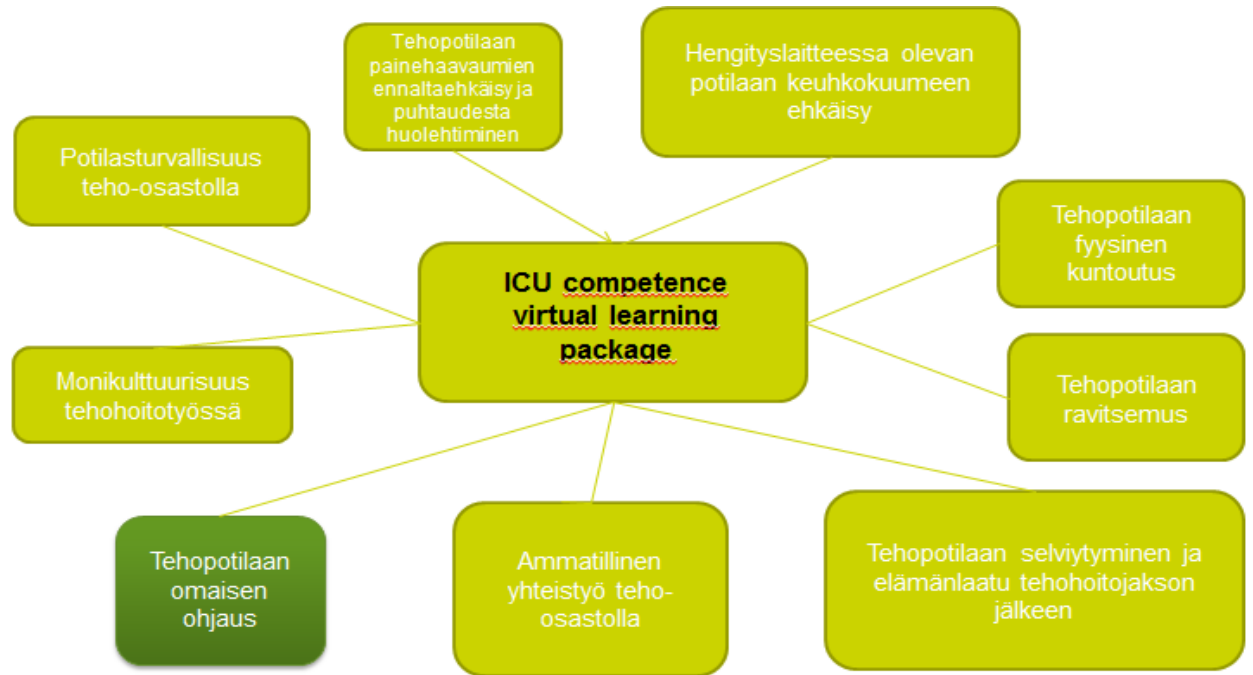 Tehopotilaan
painehaavaumien
ennaltaehkäisy ja
puhtaudesta
huolehtiminen
Hengityslaitteessa olevan
potilaan keuhkokuumeen
ehkäisy
Potilasturvallisuus
teho-osastolla
Tehopotilaan
fyysinen
kuntoutus
ICU competence
virtual learning
package
Monikulttuurisuus
tehohoitotyössä
Tehopotilaan
ravitsemus
Tehopotilaan
omaisen
ohjaus
Ammatillinen
yhteistyö teho-
osastolla
Tehopotilaan selviytyminen ja
elämänlaatu tehohoitojakson
jälkeen